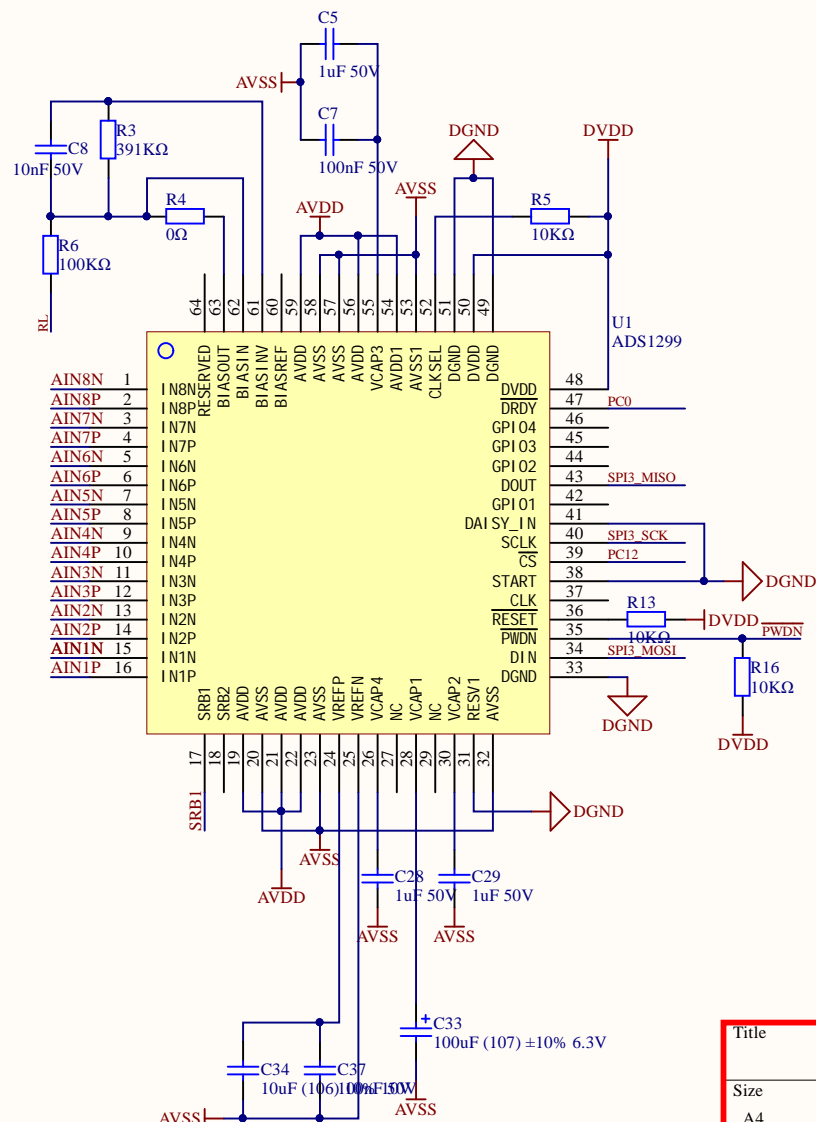 C5
1uF 50V
AVSS
C7
100nF 50V
R3
391KΩ
C8
10nF 50V
R4
0Ω
R6
100KΩ
RL
AVDD
AVSS
DGND
DVDD
R5
10KΩ
U1
ADS1299
64 63 62 61 60 59 58 57 56 55 54 53 52 51 50 49
RESERVED
BIASOUT
BIASIN
BIASINV
BIASREF
AVDD
AVSS
AVSS
AVDD
VCAP3
AVDD1
AVSS1
CLKSEL
DGND
DVDD
DGND
AIN8N 1 IN8N
AIN8P 2 IN8P
AIN7N 3 IN7N
AIN7P 4 IN7P
AIN6N 5 IN6N
AIN6P 6 IN6P
AIN5N 7 IN5N
AIN5P 8 IN5P
AIN4N 9 IN4N
AIN4P 10 IN4P
AIN3N 11 IN3N
AIN3P 12 IN3P
AIN2N 13 IN2N
AIN2P 14 IN2P
AIN1N 15 IN1N
AIN1P 16 IN1P
DVDD 48
DRDY 47 PC0
GPIO4 46
GPIO3 45
GPIO2 44
DOUT 43 SPI3_MISO
GPIO1 42
DAISY_IN 41
SCLK 40 SPI3_SCK
CS 39 PC12
START 38 DGND
CLK 37
RESET 36 R13 DVDD
10KΩ
PWDN 35 PWDN
DIN 34 SPI3_MOSI
DGND 33
R16
10KΩ
DGND
DVDD
SRB1
SRB2
AVDD
AVSS
AVDD
AVDD
AVSS
VREFP
VREFN
VCAP4
NC
VCAP1
NC
VCAP2
RESV1
AVSS
17 18 19 20 21 22 23 24 25 26 27 28 29 30 31 32
SRB1
DGND
AVSS
AVDD
C28
1uF 50V
AVSS
C29
1uF 50V
AVSS
C33
+
100uF (107) ±10% 6.3V
AVSS
C34
10uF (106)
C37
AVSS
Title
Size
A4